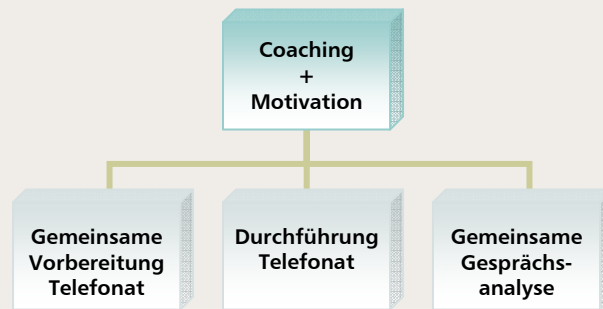 Coaching
+
Motivation
Gemeinsame
Vorbereitung
Telefonat
Durchführung
Telefonat
Gemeinsame
Gesprächs-
analyse